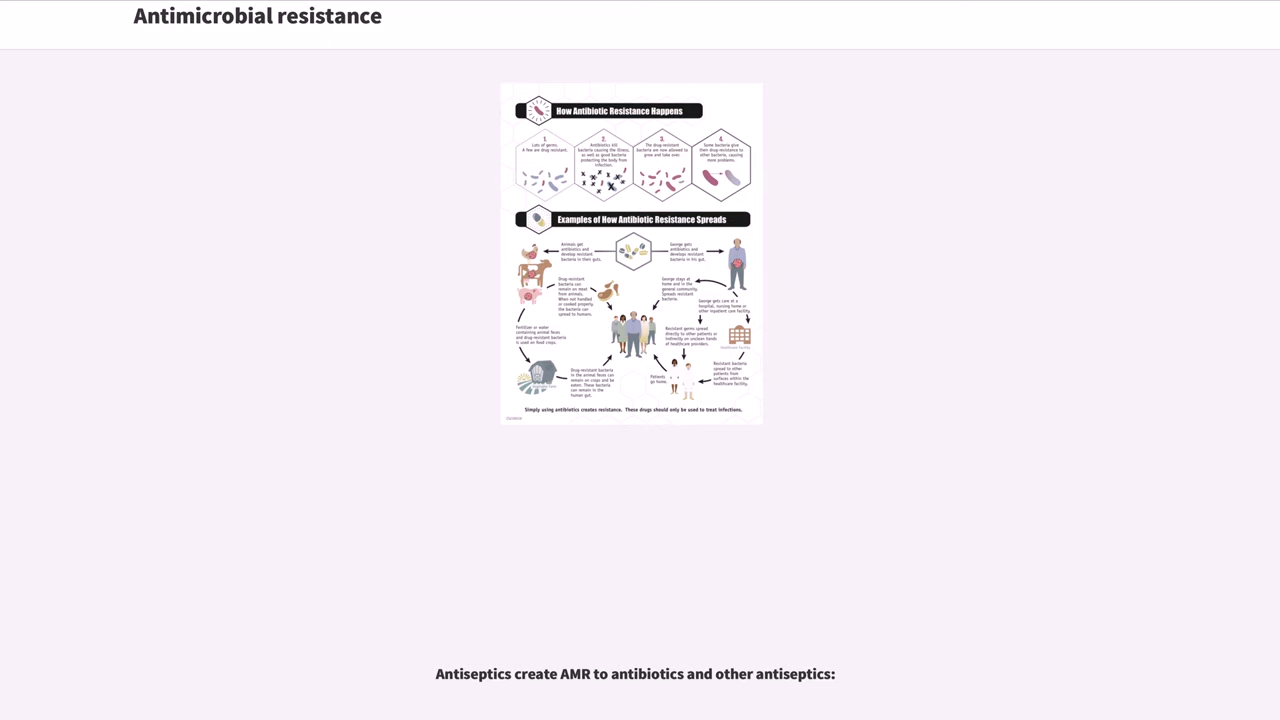 Antimicrobial resistance
How Antibiotic Resistance Happens
1.
Lots of germs.
A few are drug resistant.
2.
Antibiotics kill
bacteria causing the illness,
as well as good bacteria
protecting the body from
infection.
3.
The drug-resistant
bacteria are now allowed to
grow and take over.
4.
Some bacteria give
their drug-resistance to
other bacteria, causing
more problems.
Examples of How Antibiotic Resistance Spreads
Animals get
antibiotics and
develop resistant
bacteria in their guts.
George gets
antibiotics and
develops resistant
bacteria in his gut.
Drug-resistant
bacteria can
remain on meat
from animals.
When not handled
or cooked properly,
the bacteria can
spread to humans.
George stays at
home and in the
general community.
Spreads resistant
bacteria.
George gets care at a
hospital, nursing home or
other inpatient care facility.
Fertilizer or water
containing animal feces
and drug-resistant bacteria
is used on food crops.
Resistant germs spread
directly to other patients or
indirectly on unclean hands
of healthcare providers.
Healthcare Facility
Resistant bacteria
spread to other
patients from
surfaces within the
healthcare facility.
Drug-resistant bacteria
in the animal feces can
remain on crops and be
eaten. These bacteria
can remain in the
human gut.
Patients
go home.
Vegetable Farm
Simply using antibiotics creates resistance. These drugs should only be used to treat infections.
Antiseptics create AMR to antibiotics and other antiseptics: